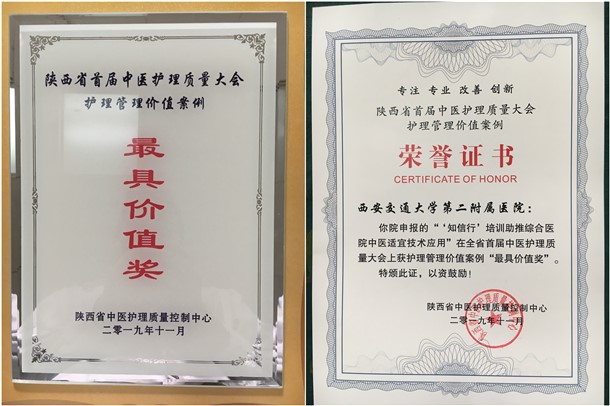 陕西省首届中医护理质量大会
护理管理价值案例
最具价值奖
陕西省中医护理质量控制中心
二零一九年十一月
专注 专业 改善 创新
陕西省首届中医护理质量大会
护理管理价值案例
荣誉证书
CERTIFICATE OF HONOR
西安交通大学第二附属医院：
你院申报的“‘知信行’培训助推综合医
院中医适宜技术应用”在全省首届中医护理质
量大会上获护理管理价值案例“最具价值奖”。
特颁此证，以资鼓励！
陕西省中医护理质量控制中心
二零一九年十一月